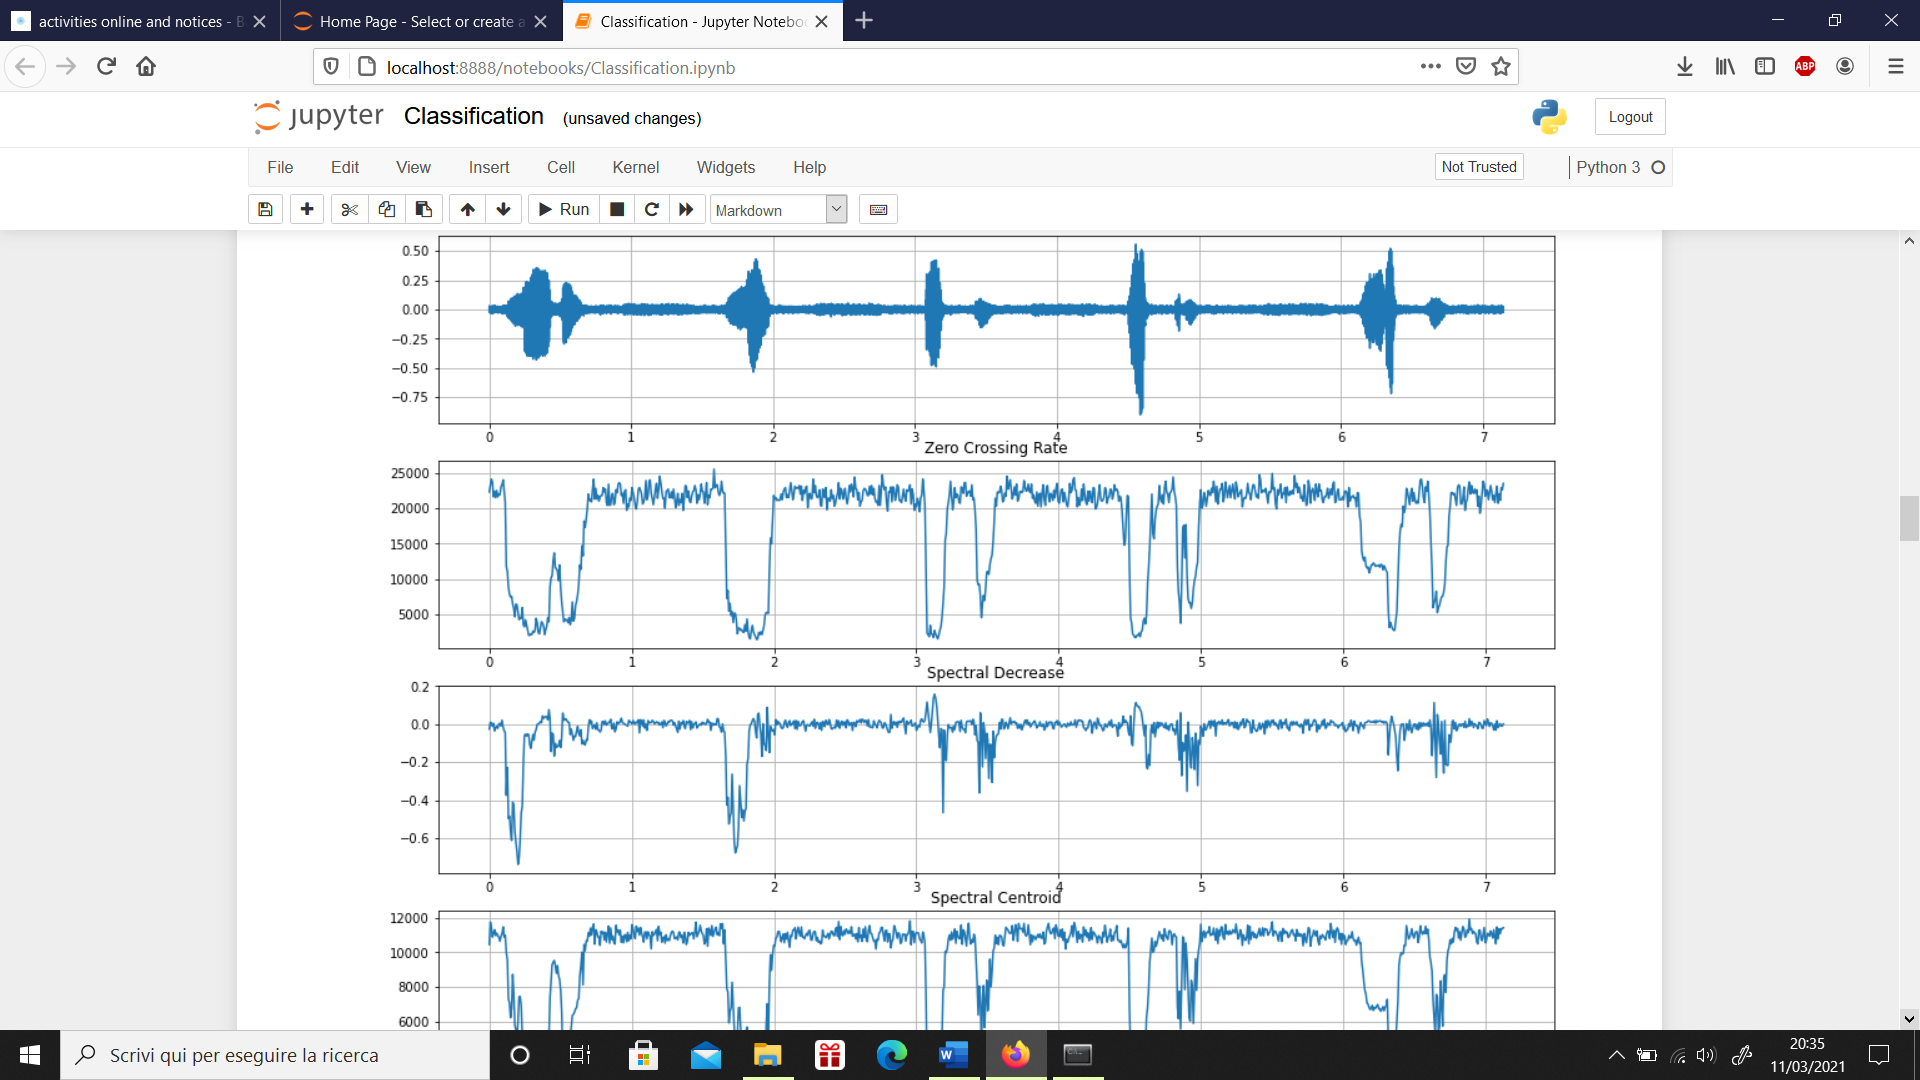 activities online and notices - B
Home Page - Select or create a
Classification - Jupyter Notebo
localhost:8888/notebooks/Classification.ipynb
ABP
jupyter Classification (unsaved changes)
Logout
File Edit View Insert Cell Kernel Widgets Help
Not Trusted
Python 3
Run
Markdown
0.50
0.25
0.00
−0.25
−0.50
−0.75
0 1 2 3 4 5 6 7
Zero Crossing Rate
25000
20000
15000
10000
5000
0 1 2 3 4 5 6 7
Spectral Decrease
0.2
0.0
−0.2
−0.4
−0.6
0 1 2 3 4 5 6 7
Spectral Centroid
12000
10000
8000
6000
Scrivi qui per eseguire la ricerca
W
20:35
11/03/2021